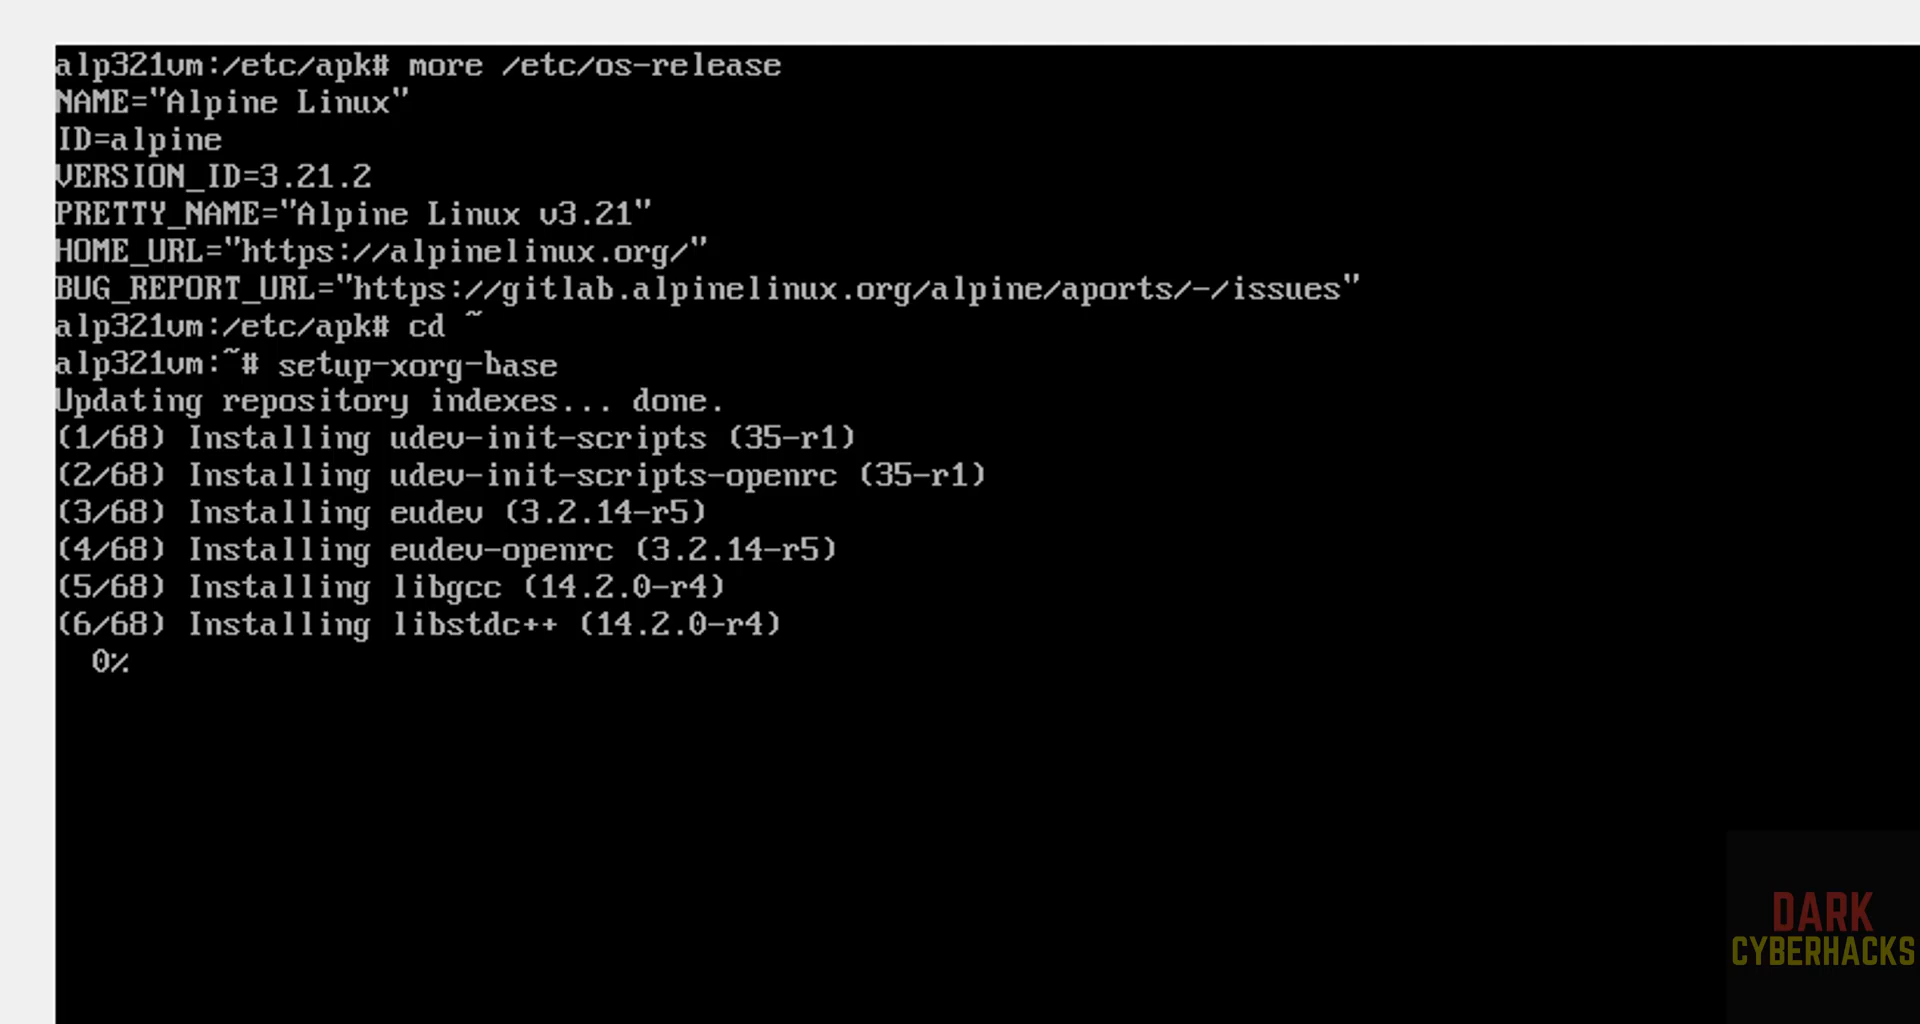 alp321vm:/etc/apk# more /etc/os-release
NAME="Alpine Linux"
ID=alpine
VERSION_ID=3.21.2
PRETTY_NAME="Alpine Linux v3.21"
HOME_URL="https://alpinelinux.org/"
BUG_REPORT_URL="https://gitlab.alpinelinux.org/alpine/aports/-/issues"
alp321vm:/etc/apk# cd ~
alp321vm:~# setup-xorg-base
Updating repository indexes... done.
(1/68) Installing udev-init-scripts (35-r1)
(2/68) Installing udev-init-scripts-openrc (35-r1)
(3/68) Installing eudev (3.2.14-r5)
(4/68) Installing eudev-openrc (3.2.14-r5)
(5/68) Installing libgcc (14.2.0-r4)
(6/68) Installing libstdc++ (14.2.0-r4)
0%
DARK
CYBERHACKS